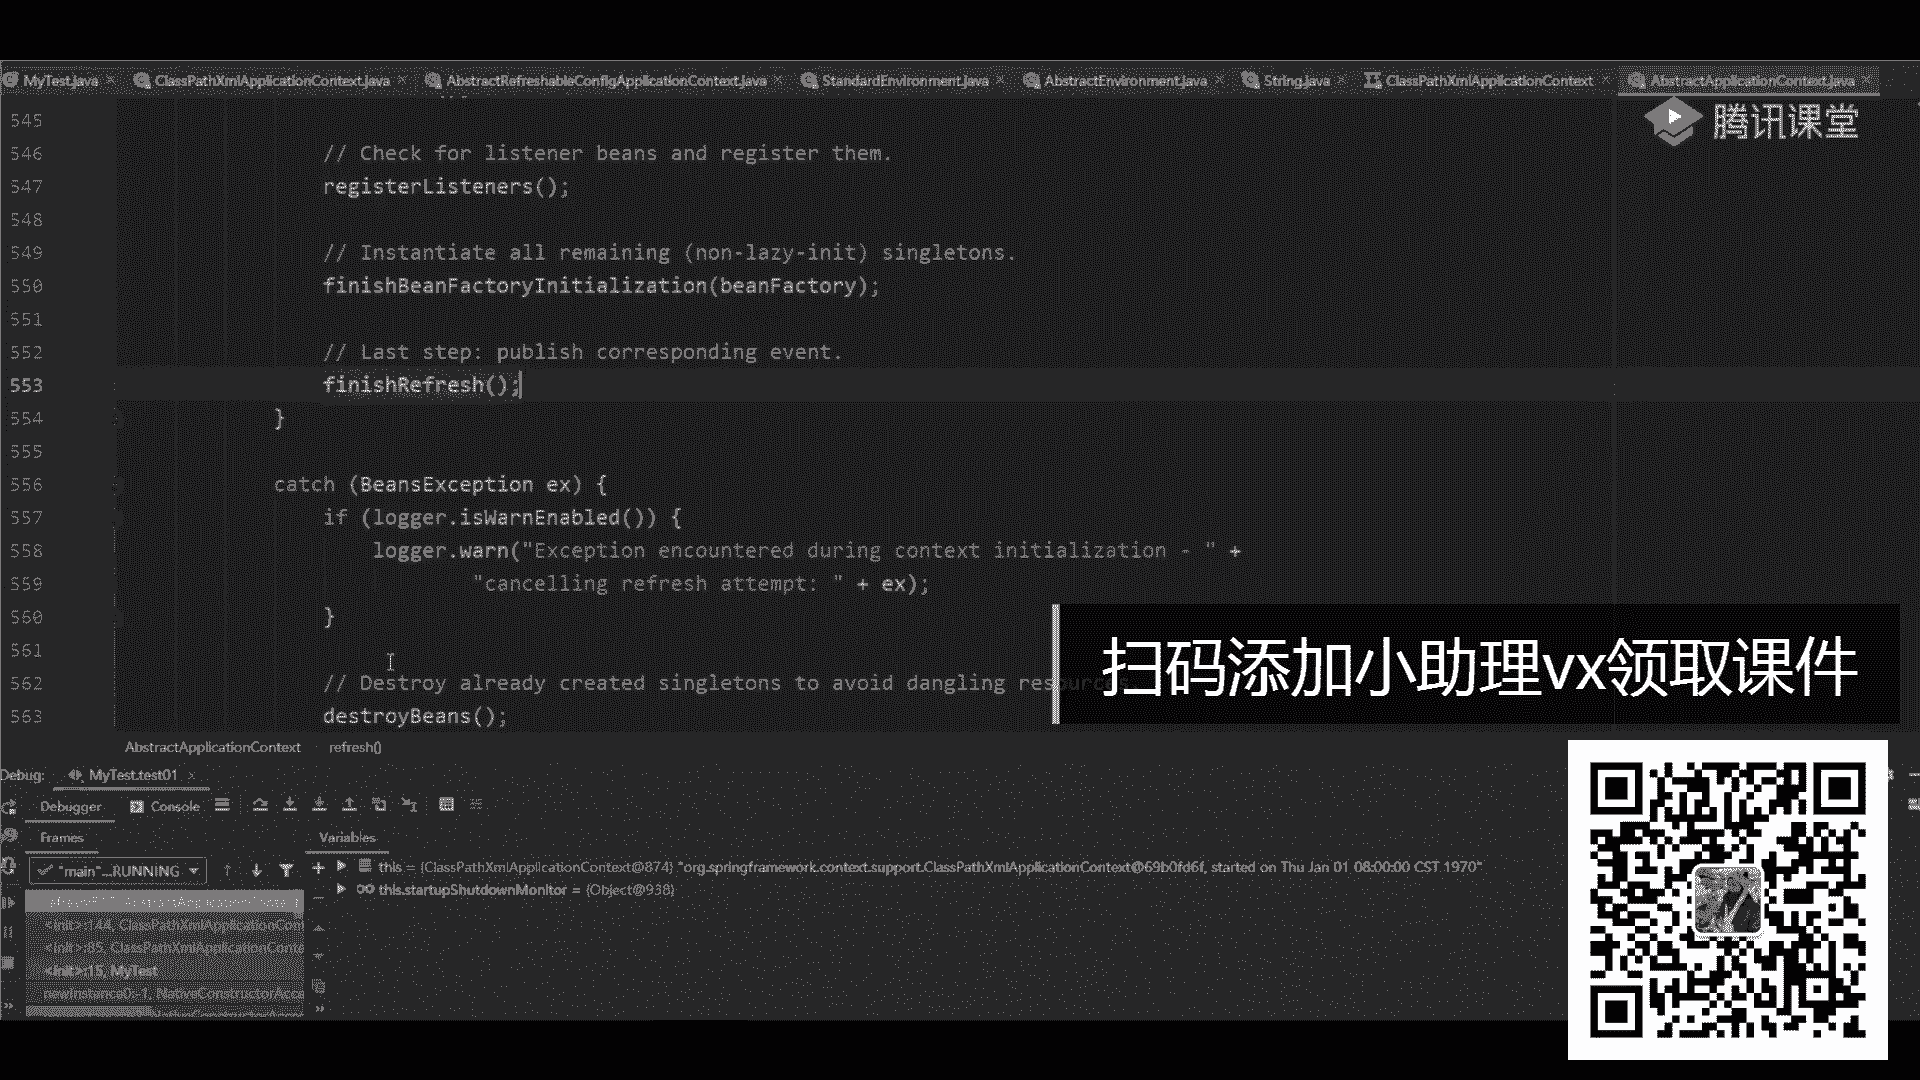 MyTest.java ClassPathXmlApplicationContext.java AbstractRefreshableConfigApplicationContext.java StandardEnvironment.java AbstractEnvironment.java String.java ClassPathXmlApplicationContext AbstractApplicationContext.java
腾讯课堂
545
546 // Check for listener beans and register them.
547 registerListeners();
548
549 // Instantiate all remaining (non-lazy-init) singletons.
550 finishBeanFactoryInitialization(beanFactory);
551
552 // Last step: publish corresponding event.
553 finishRefresh();
554 }
555
556 catch (BeansException ex) {
557 if (logger.isWarnEnabled()) {
558 logger.warn("Exception encountered during context initialization - " +
559 "cancelling refresh attempt: " + ex);
560 }
561
562 // Destroy already created singletons to avoid dangling resources.
563 destroyBeans();
扫码添加小助理vx领取课件
AbstractApplicationContext refresh()
Debug: MyTest.test01
Debugger Console
Frames Variables
"main"...RUNNING
this = {ClassPathXmlApplicationContext@874} "org.springframework.context.support.ClassPathXmlApplicationContext@69b0fd6f, started on Thu Jan 01 08:00:00 CST 1970"
this.startupShutdownMonitor = {Object@938}
<init>:144, ClassPathXmlApplicationCon
<init>:85, ClassPathXmlApplicationConte
<init>:15, MyTest
newInstance0:-1, NativeConstructorAcce